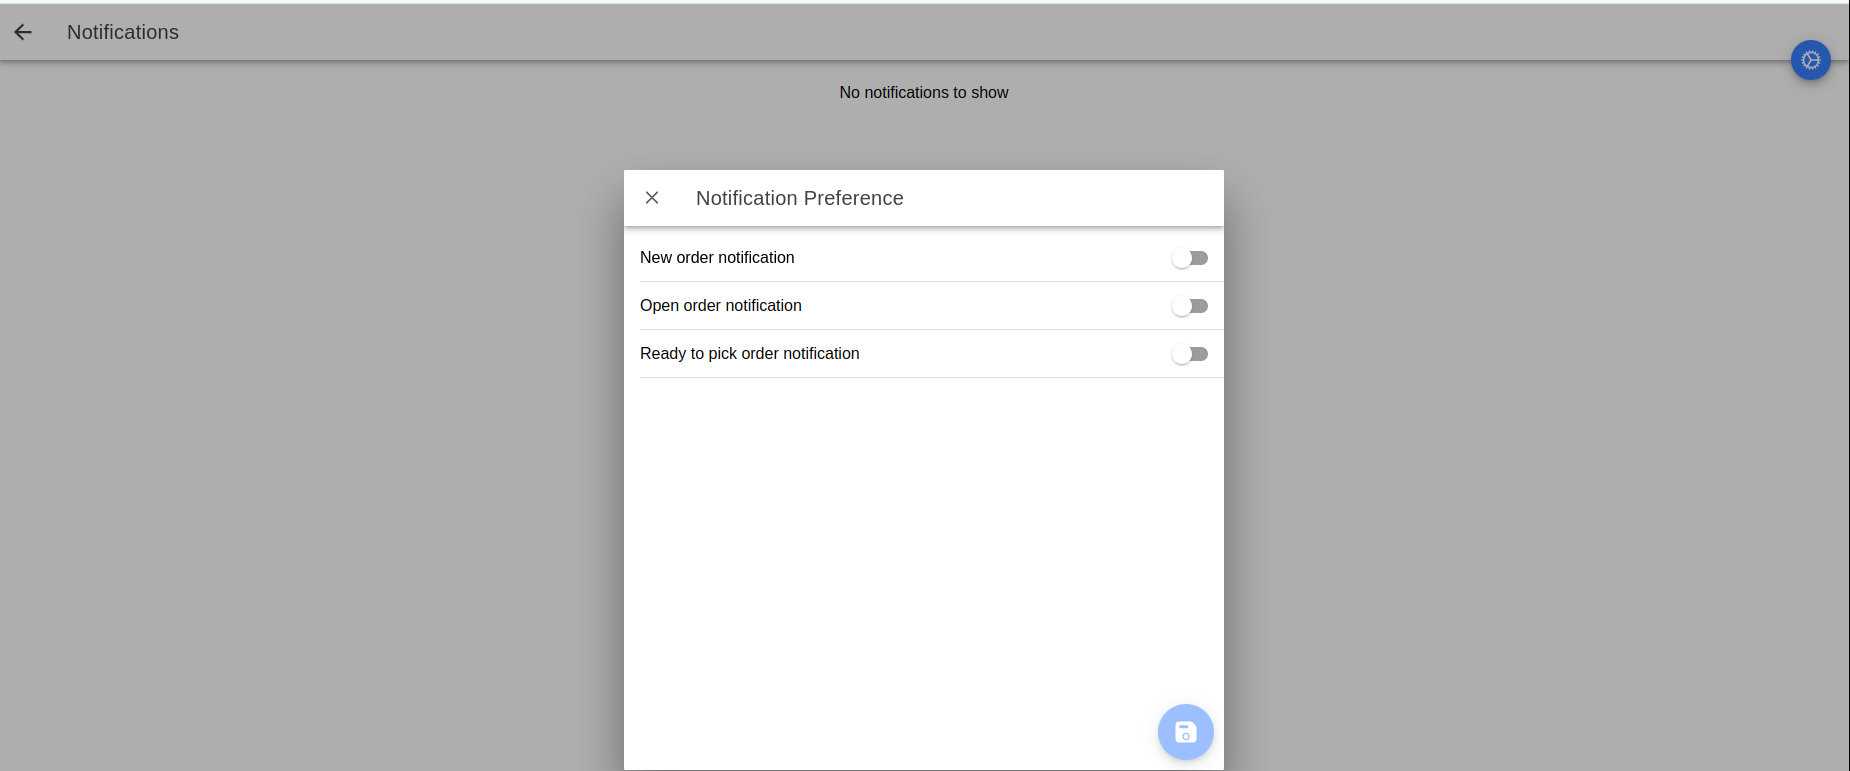 Notifications
No notifications to show
Notification Preference
New order notification
Open order notification
Ready to pick order notification